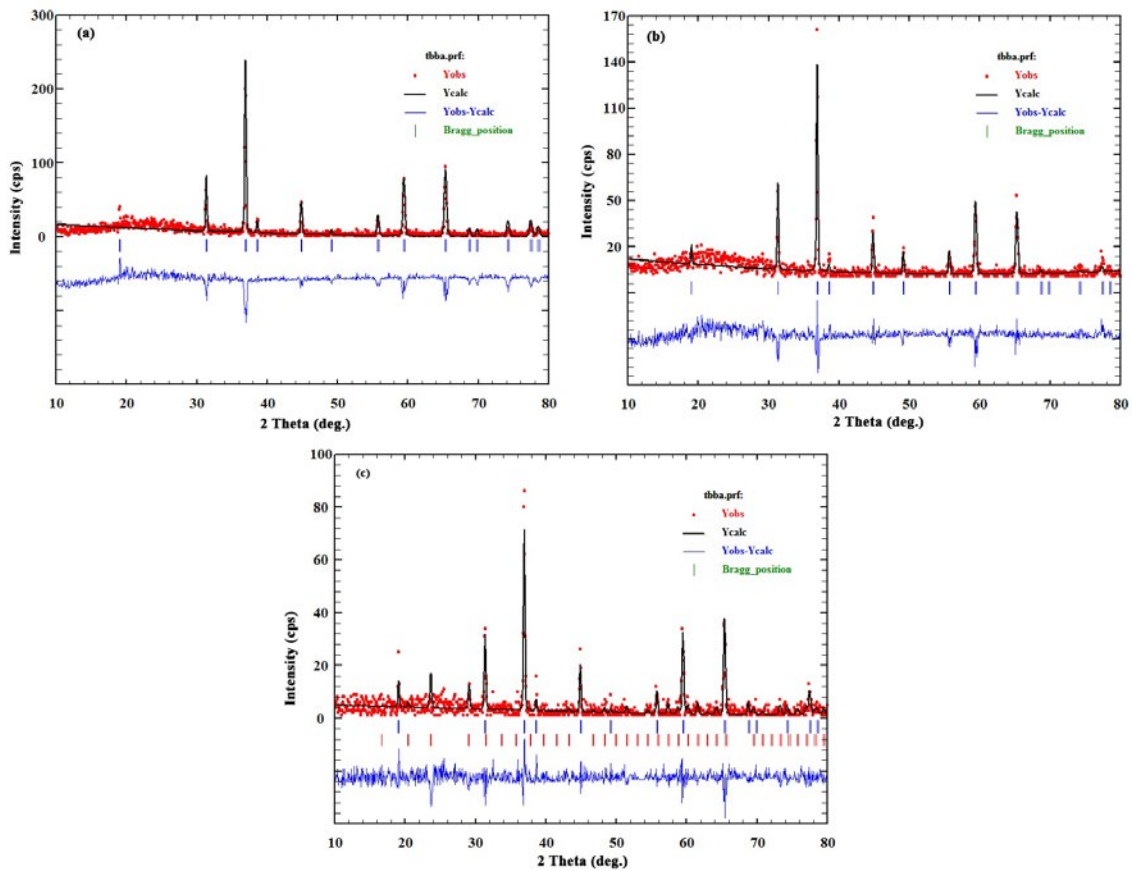 (a)
tbba.prf:
Yobs
Ycalc
Yobs-Ycalc
Bragg_position
Intensity (cps)
300
200
100
0
10 20 30 40 50 60 70 80
2 Theta (deg.)
(b)
tbba.prf:
Yobs
Ycalc
Yobs-Ycalc
Bragg_position
Intensity (cps)
170
140
110
80
50
20
10 20 30 40 50 60 70 80
2 Theta (deg.)
(c)
tbba.prf:
Yobs
Ycalc
Yobs-Ycalc
Bragg_position
Intensity (cps)
100
80
60
40
20
0
10 20 30 40 50 60 70 80
2 Theta (deg.)